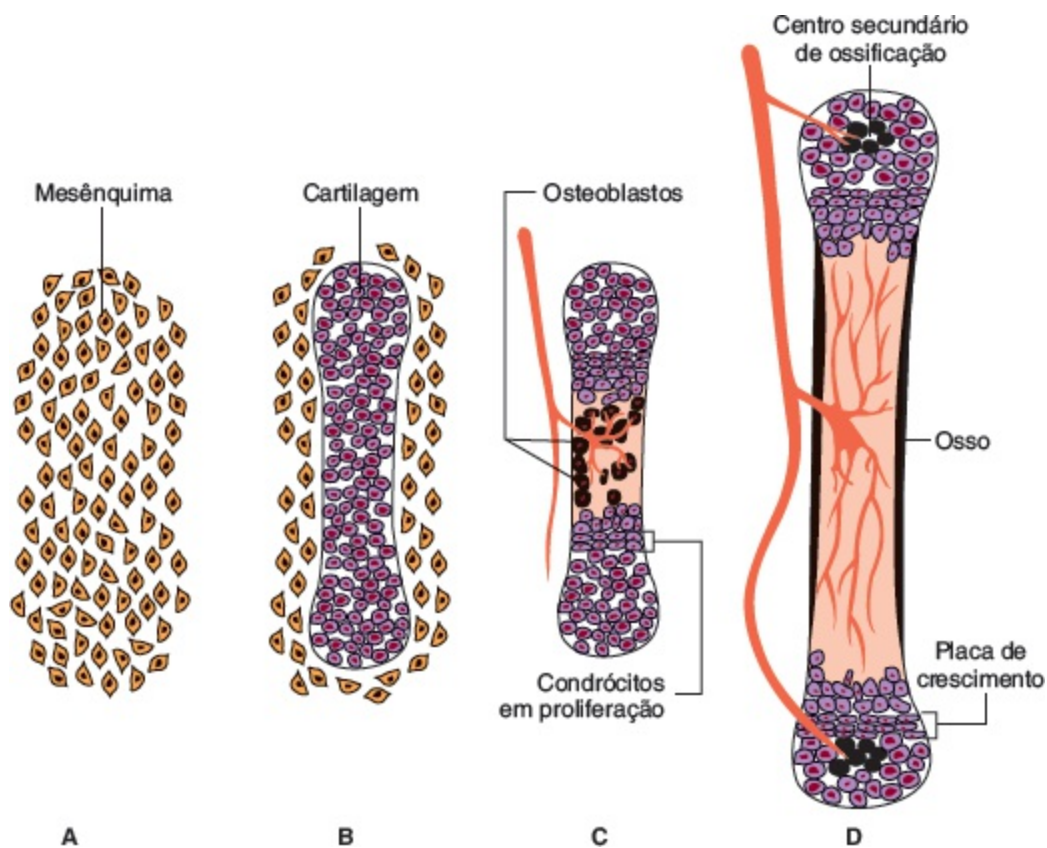 Centro secundário
de ossificação
Mesênquima
Cartilagem
Osteoblastos
Osso
Placa de
crescimento
Condrócitos
em proliferação
A
B
C
D